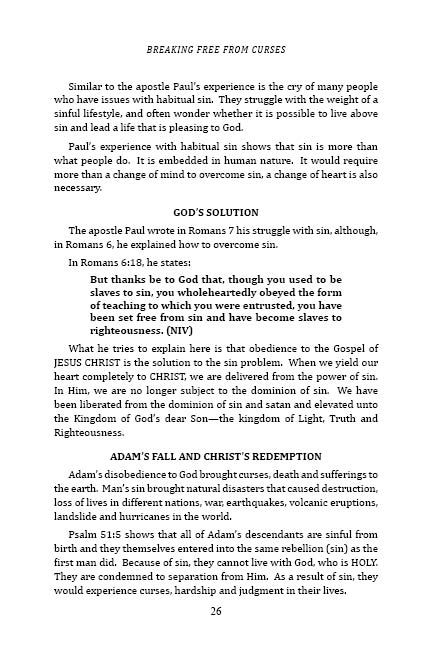 BREAKING FREE FROM CURSES
Similar to the apostle Paul's experience is the cry of many people
who have issues with habitual sin. They struggle with the weight of a
sinful lifestyle, and often wonder whether it is possible to live above
sin and lead a life that is pleasing to God.
Paul's experience with habitual sin shows that sin is more than
what people do. It is embedded in human nature. It would require
more than a change of mind to overcome sin, a change of heart is also
necessary.
GOD'S SOLUTION
The apostle Paul wrote in Romans 7 his struggle with sin, although,
in Romans 6, he explained how to overcome sin.
In Romans 6:18, he states:
But thanks be to God that, though you used to be
slaves to sin, you wholeheartedly obeyed the form
of teaching to which you were entrusted, you have
been set free from sin and have become slaves to
righteousness. (NIV)
What he tries to explain here is that obedience to the Gospel of
JESUS CHRIST is the solution to the sin problem. When we yield our
heart completely to CHRIST, we are delivered from the power of sin.
In Him, we are no longer subject to the dominion of sin. We have
been liberated from the dominion of sin and satan and elevated unto
the Kingdom of God's dear Son—the kingdom of Light, Truth and
Righteousness.
ADAM'S FALL AND CHRIST'S REDEMPTION
Adam's disobedience to God brought curses, death and sufferings to
the earth. Man's sin brought natural disasters that caused destruction,
loss of lives in different nations, war, earthquakes, volcanic eruptions,
landslide and hurricanes in the world.
Psalm 51:5 shows that all of Adam's descendants are sinful from
birth and they themselves entered into the same rebellion (sin) as the
first man did. Because of sin, they cannot live with God, who is HOLY.
They are condemned to separation from Him. As a result of sin, they
would experience curses, hardship and judgment in their lives.
26